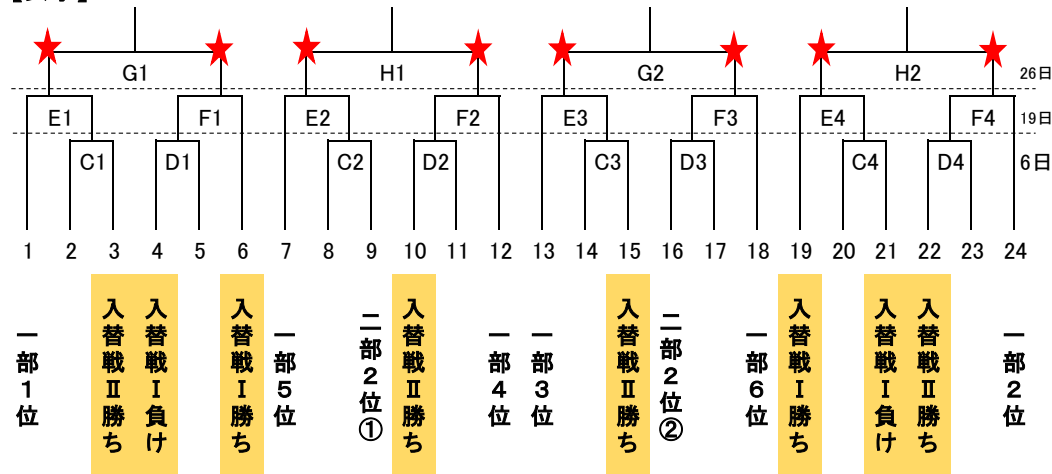 G1 H1 G2 H2 26日
E1 F1 E2 F2 E3 F3 E4 F4 19日
C1 D1 C2 D2 C3 D3 C4 D4 6日
1 2 3 4 5 6 7 8 9 10 11 12 13 14 15 16 17 18 19 20 21 22 23 24
一部1位
入替戦Ⅱ勝ち
入替戦Ⅰ負け
入替戦Ⅰ勝ち
一部5位
二部2位①
入替戦Ⅱ勝ち
一部4位
一部3位
入替戦Ⅱ勝ち
二部2位②
一部6位
入替戦Ⅰ勝ち
入替戦Ⅰ負け
入替戦Ⅱ勝ち
一部2位